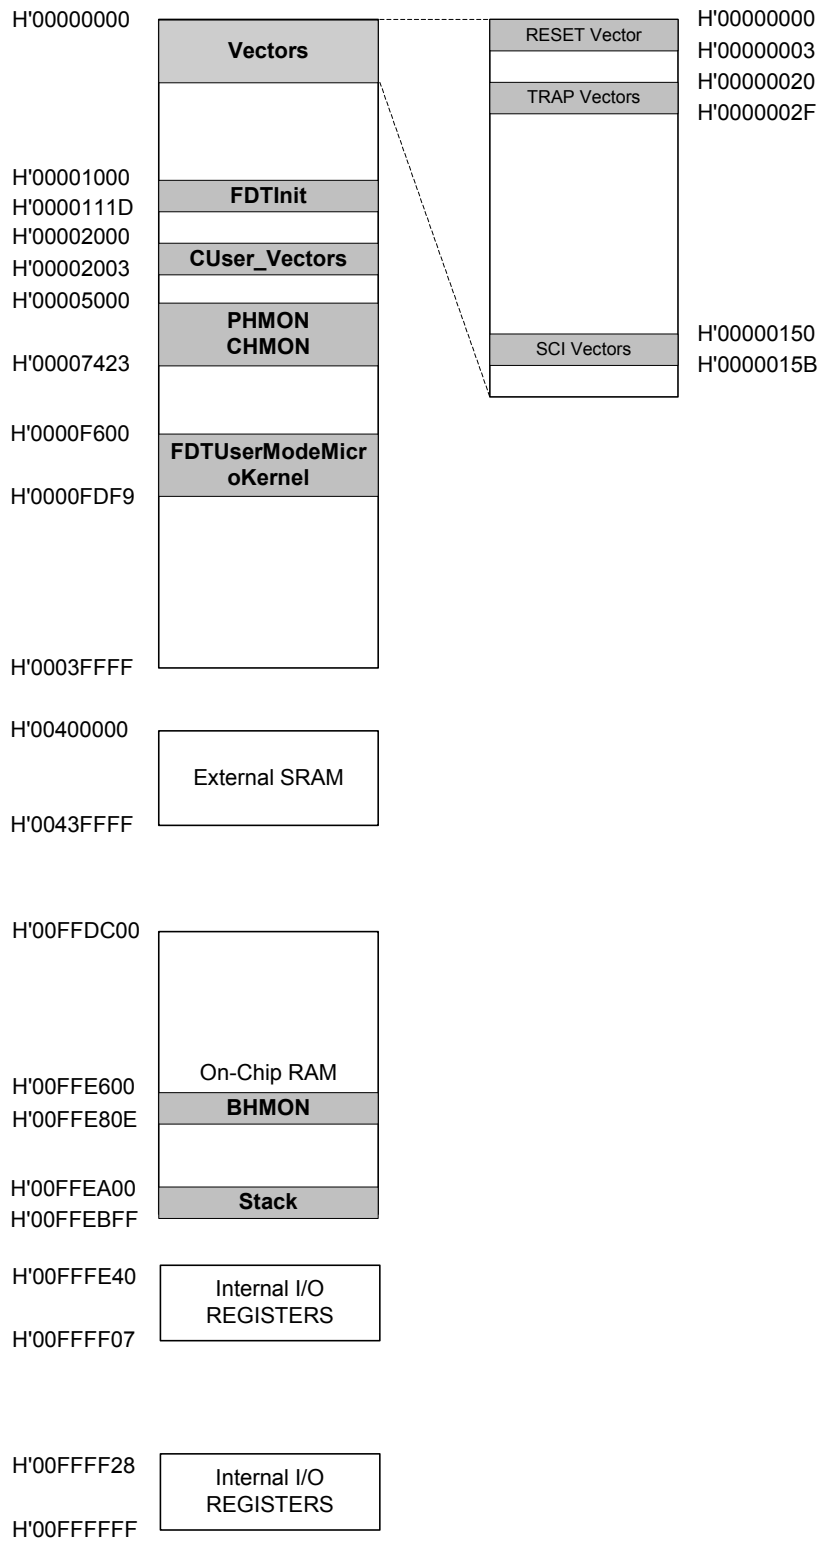 H'00000000
Vectors
H'00001000
FDTInit
H'0000111D
H'00002000
CUser_Vectors
H'00002003
H'00005000
PHMON
CHMON
H'00007423
H'0000F600
FDTUserModeMicr
oKernel
H'0000FDF9
H'0003FFFF
H'00400000
External SRAM
H'0043FFFF
H'00FFDC00
On-Chip RAM
H'00FFE600
BHMON
H'00FFE80E
H'00FFEA00
Stack
H'00FFEBFF
H'00FFFE40
Internal I/O
REGISTERS
H'00FFFF07
H'00FFFF28
Internal I/O
REGISTERS
H'00FFFFFF
H'00000000
RESET Vector
H'00000003
H'00000020
TRAP Vectors
H'0000002F
H'00000150
SCI Vectors
H'0000015B